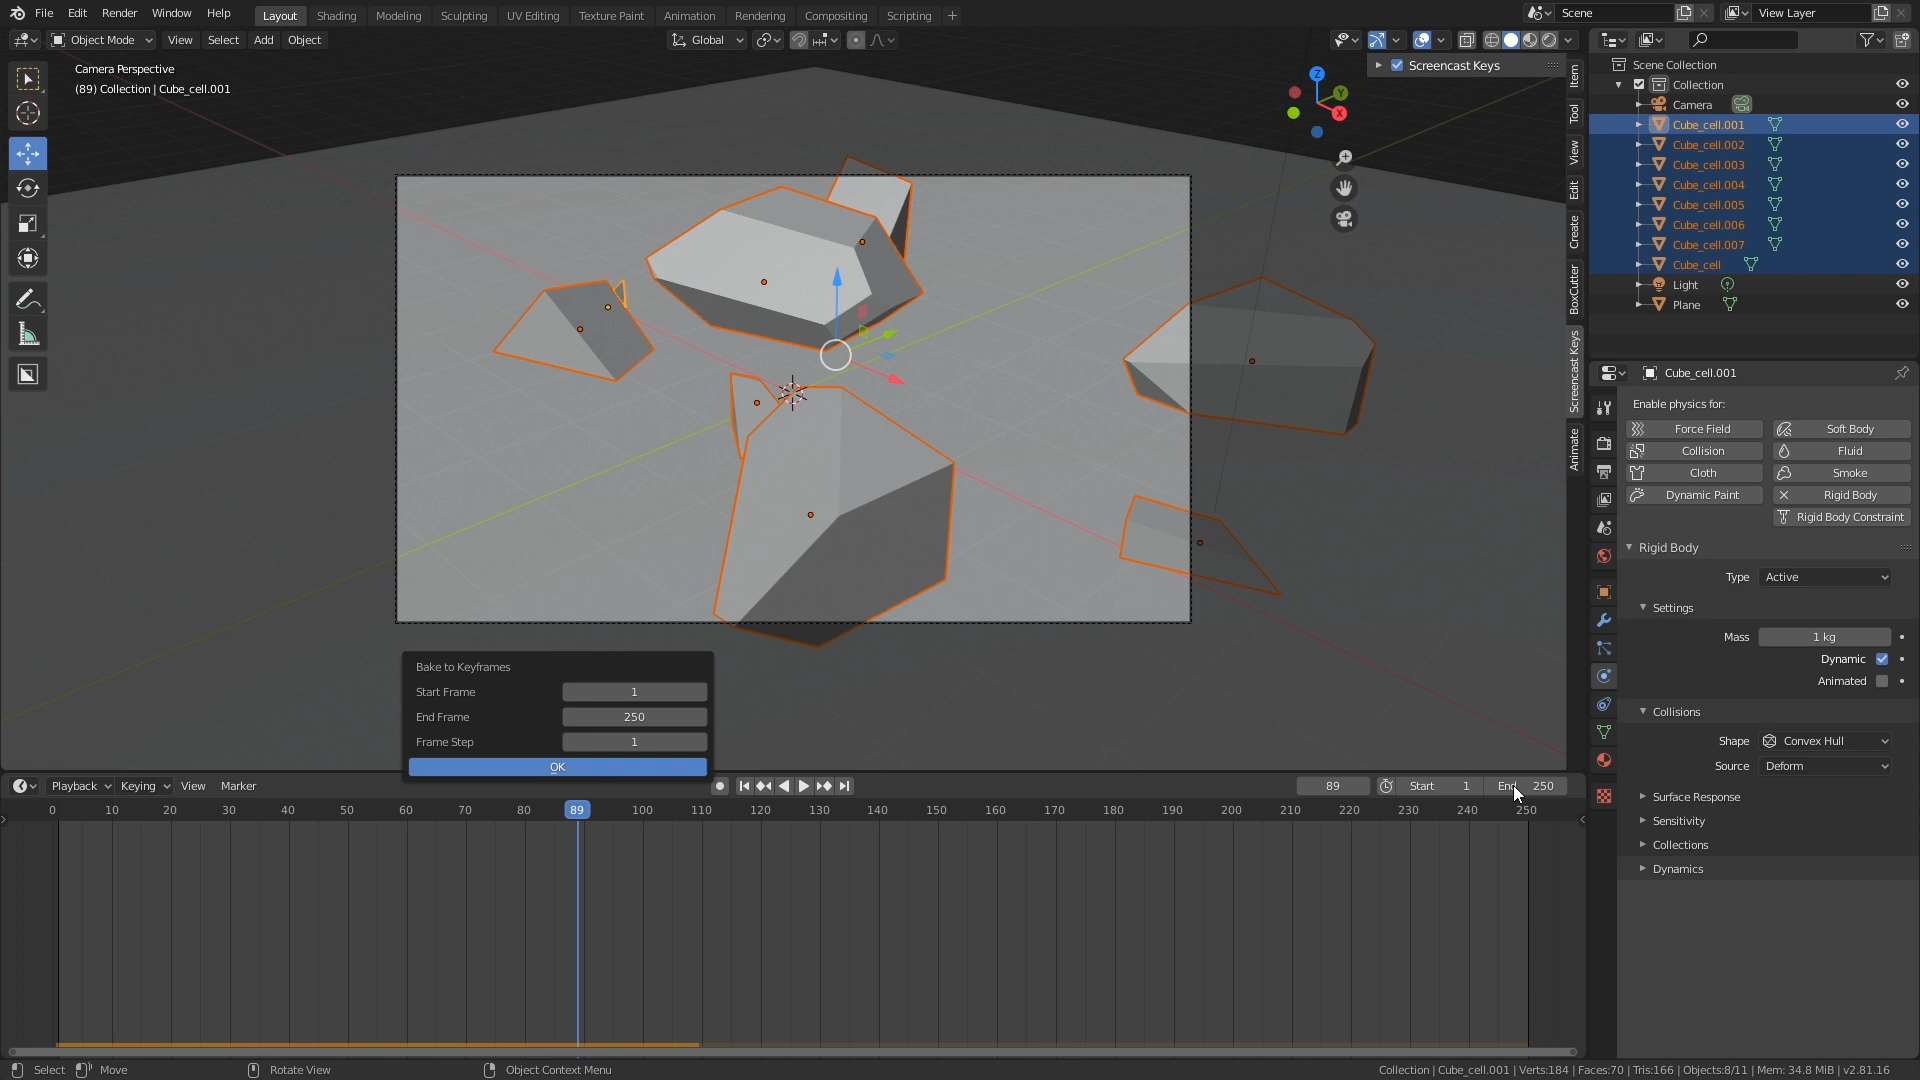 File Edit Render Window Help
Layout Shading Modeling Sculpting UV Editing Texture Paint Animation Rendering Compositing Scripting +
Scene
View Layer
Object Mode View Select Add Object
Global
Camera Perspective
(89) Collection | Cube_cell.001
Screencast Keys
Z
Y
X
Item
Tool
View
Edit
Create
BoxCutter
Screencast Keys
Animate
Scene Collection
Collection
Camera
Cube_cell.001
Cube_cell.002
Cube_cell.003
Cube_cell.004
Cube_cell.005
Cube_cell.006
Cube_cell.007
Cube_cell
Light
Plane
Cube_cell.001
Enable physics for:
Force Field Soft Body
Collision Fluid
Cloth Smoke
Dynamic Paint Rigid Body
Rigid Body Constraint
Rigid Body
Type Active
Settings
Mass 1 kg
Dynamic
Animated
Collisions
Shape Convex Hull
Source Deform
Surface Response
Sensitivity
Collections
Dynamics
Bake to Keyframes
Start Frame 1
End Frame 250
Frame Step 1
OK
Playback Keying View Marker
89 Start 1 End 250
0 10 20 30 40 50 60 70 80 89 100 110 120 130 140 150 160 170 180 190 200 210 220 230 240 250
Select Move Rotate View Object Context Menu
Collection | Cube_cell.001 | Verts:184 | Faces:70 | Tris:166 | Objects:8/11 | Mem: 34.8 MiB | v2.81.16